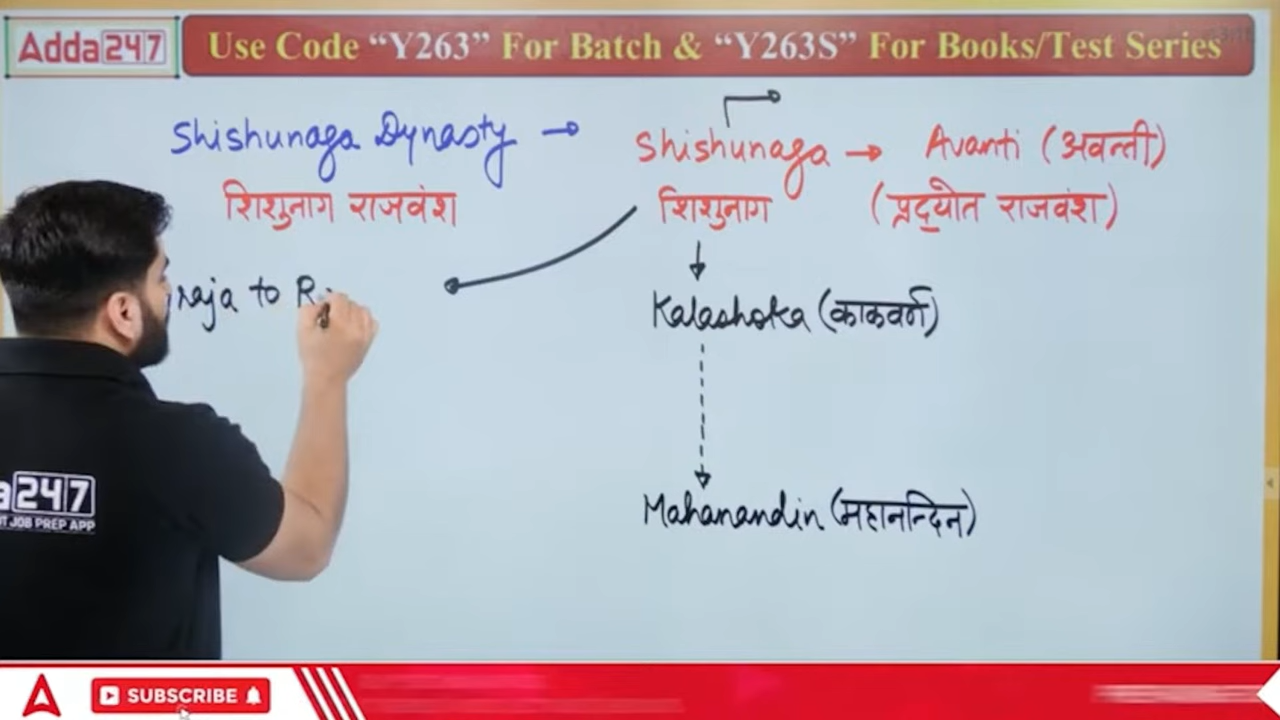 Adda247
Use Code “Y263” For Batch & “Y263S” For Books/Test Series
Shishunaga Dynasty → Shishunaga → Avanti (अवन्ती)
शिशुनाग राजवंश शिशुनाग (प्रद्योत राजवंश)
raja to R
Kalashoka (काकवर्ण)
Mahanandin (महानन्दिन)
a247
JOB PREP APP
SUBSCRIBE